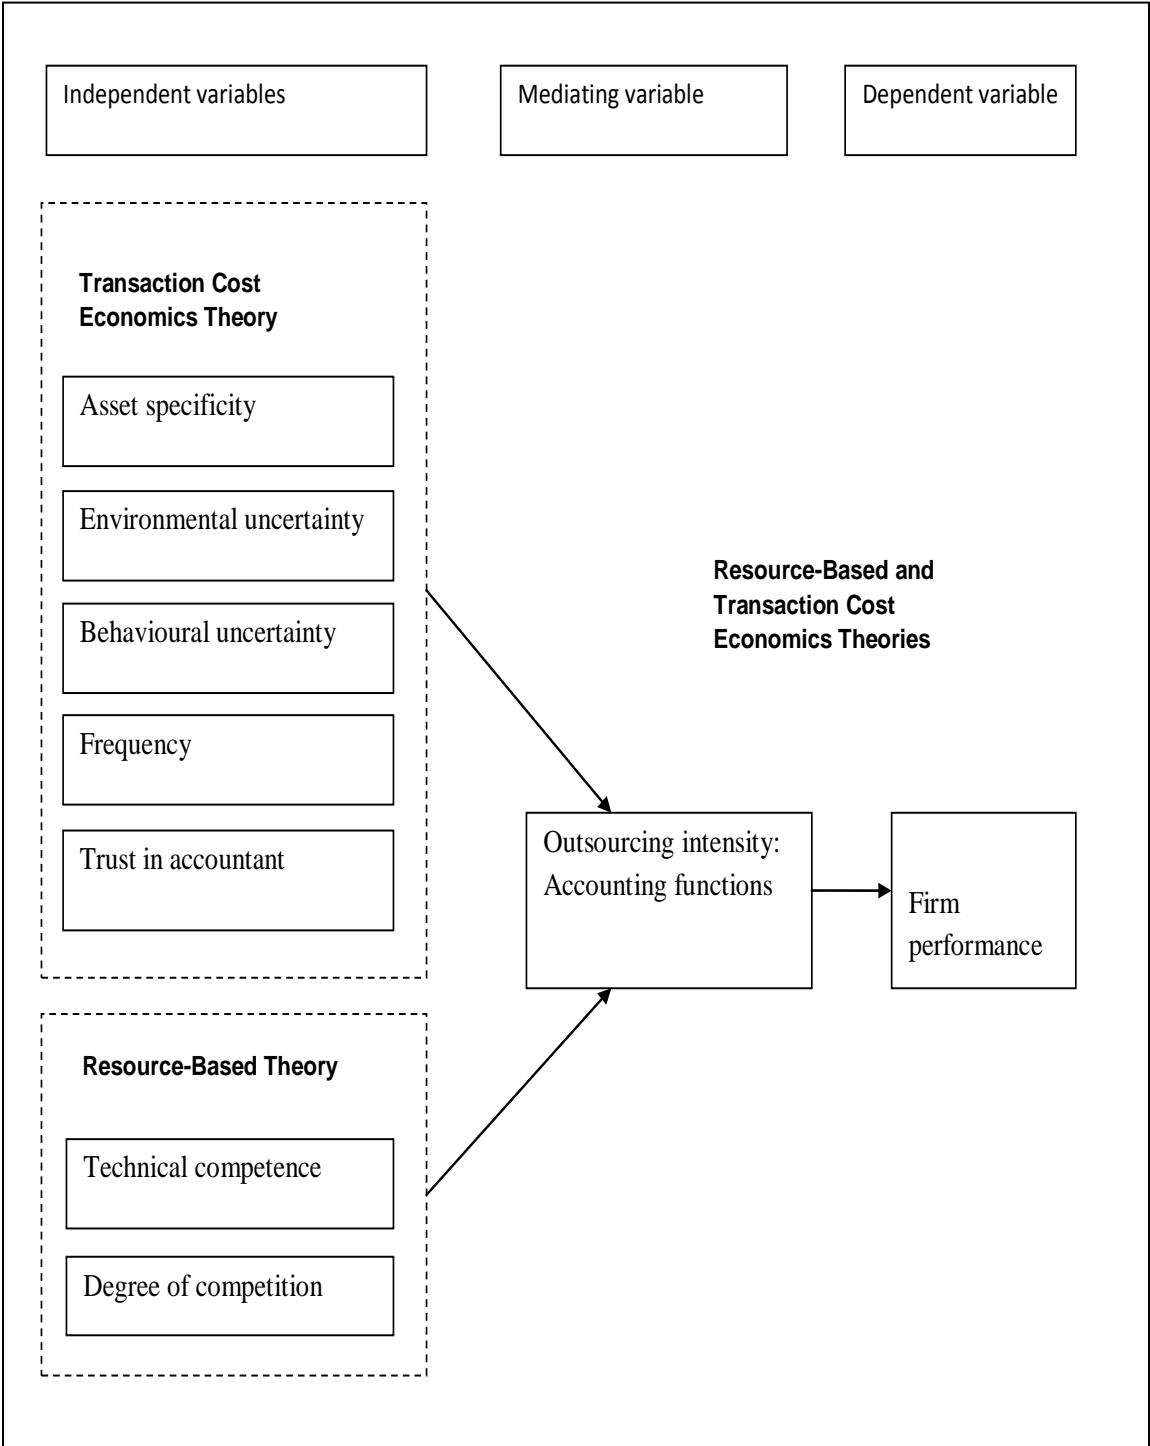 Independent variables
Mediating variable
Dependent variable
Transaction Cost
Economics Theory
Asset specificity
Environmental uncertainty
Behavioural uncertainty
Frequency
Trust in accountant
Resource-Based and
Transaction Cost
Economics Theories
Outsourcing intensity:
Accounting functions
Firm
performance
Resource-Based Theory
Technical competence
Degree of competition